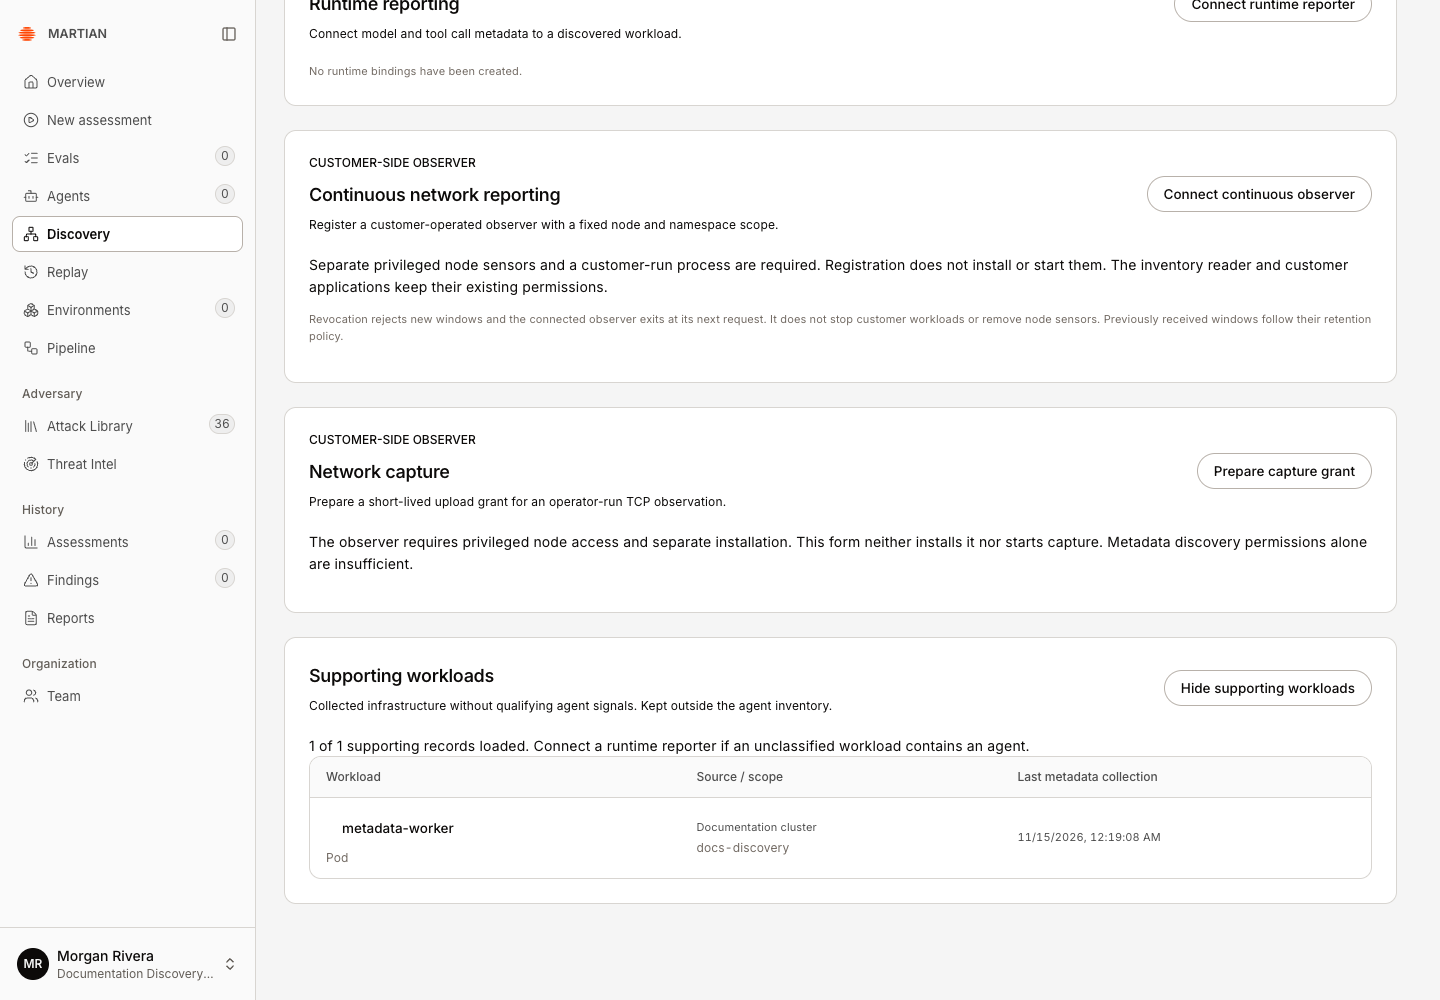 MARTIAN
Overview
New assessment
Evals 0
Agents 0
Discovery
Replay
Environments 0
Pipeline
Adversary
Attack Library 36
Threat Intel
History
Assessments 0
Findings 0
Reports
Organization
Team
MR
Morgan Rivera
Documentation Discovery...
Runtime reporting
Connect runtime reporter
Connect model and tool call metadata to a discovered workload.
No runtime bindings have been created.
CUSTOMER-SIDE OBSERVER
Continuous network reporting
Connect continuous observer
Register a customer-operated observer with a fixed node and namespace scope.
Separate privileged node sensors and a customer-run process are required. Registration does not install or start them. The inventory reader and customer
applications keep their existing permissions.
Revocation rejects new windows and the connected observer exits at its next request. It does not stop customer workloads or remove node sensors. Previously received windows follow their retention
policy.
CUSTOMER-SIDE OBSERVER
Network capture
Prepare capture grant
Prepare a short-lived upload grant for an operator-run TCP observation.
The observer requires privileged node access and separate installation. This form neither installs it nor starts capture. Metadata discovery permissions alone
are insufficient.
Supporting workloads
Hide supporting workloads
Collected infrastructure without qualifying agent signals. Kept outside the agent inventory.
1 of 1 supporting records loaded. Connect a runtime reporter if an unclassified workload contains an agent.
Workload Source / scope Last metadata collection
metadata-worker
Pod
Documentation cluster
docs-discovery
11/15/2026, 12:19:08 AM